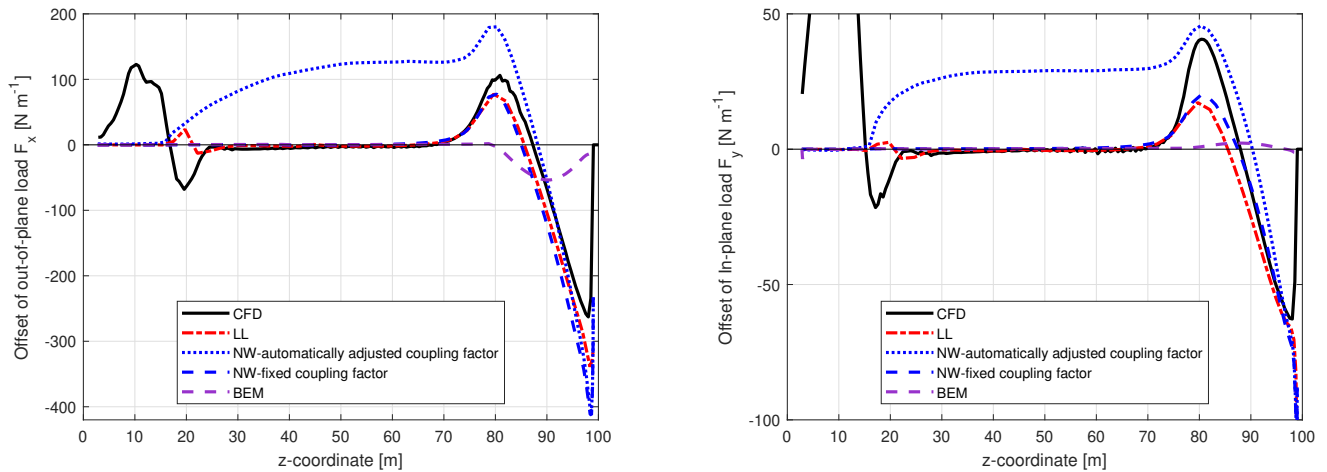 200
100
0
-100
-200
-300
-400
0 10 20 30 40 50 60 70 80 90 100
z-coordinate [m]
Offset of out-of-plane load F_x [N m⁻¹]
CFD
LL
NW-automatically adjusted coupling factor
NW-fixed coupling factor
BEM
50
0
-50
-100
0 10 20 30 40 50 60 70 80 90 100
z-coordinate [m]
Offset of In-plane load F_y [N m⁻¹]
CFD
LL
NW-automatically adjusted coupling factor
NW-fixed coupling factor
BEM